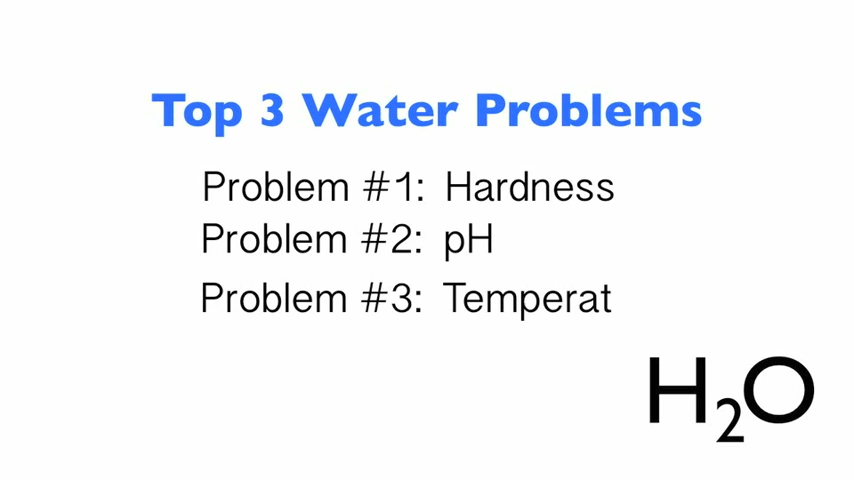 Top 3 Water Problems
Problem #1: Hardness
Problem #2: pH
Problem #3: Temperat
H₂O